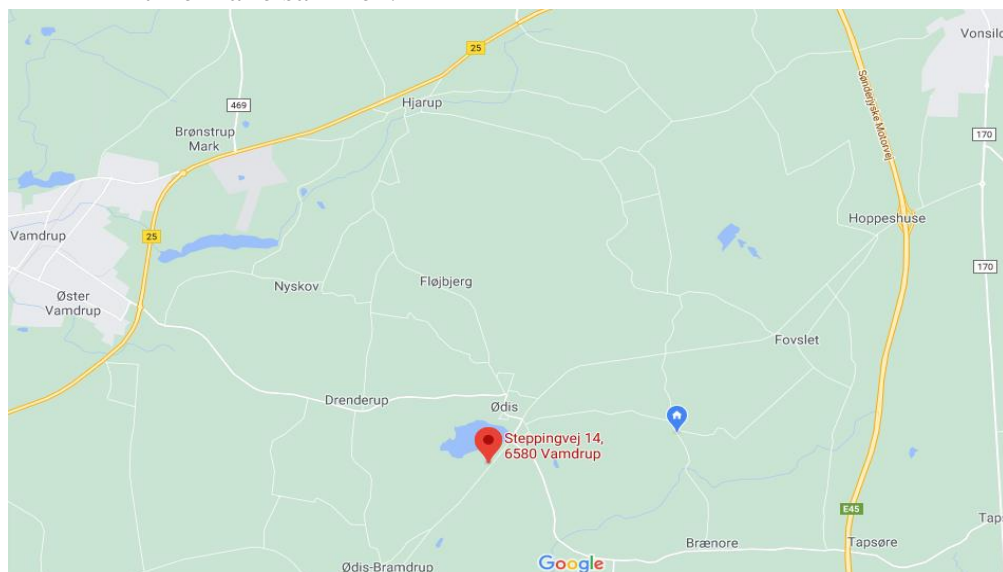 Vonsild
25
Sønderjyske Motorvej
469
Hjarup
Brønstrup
Mark
170
Hoppeshuse
Vamdrup
25
170
Nyskov
Fløjbjerg
Øster
Vamdrup
Fovslet
Drenderup
Ødis
Steppingvej 14,
6580 Vamdrup
E45
Taps
Brænore
Tapsøre
Google
Ødis-Bramdrup